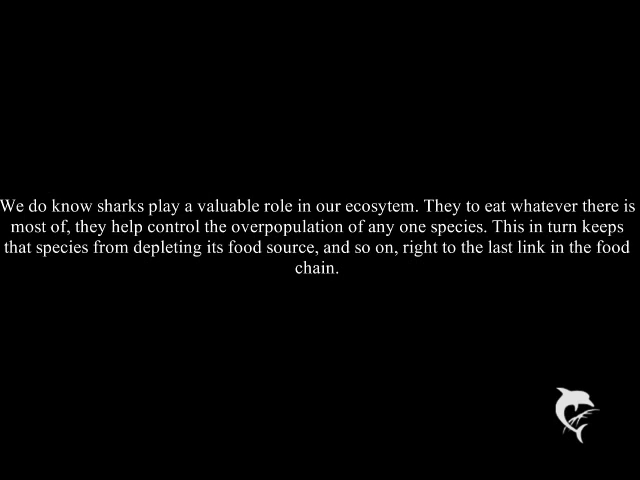 We do know sharks play a valuable role in our ecosytem. They to eat whatever there is
most of, they help control the overpopulation of any one species. This in turn keeps
that species from depleting its food source, and so on, right to the last link in the food
chain.